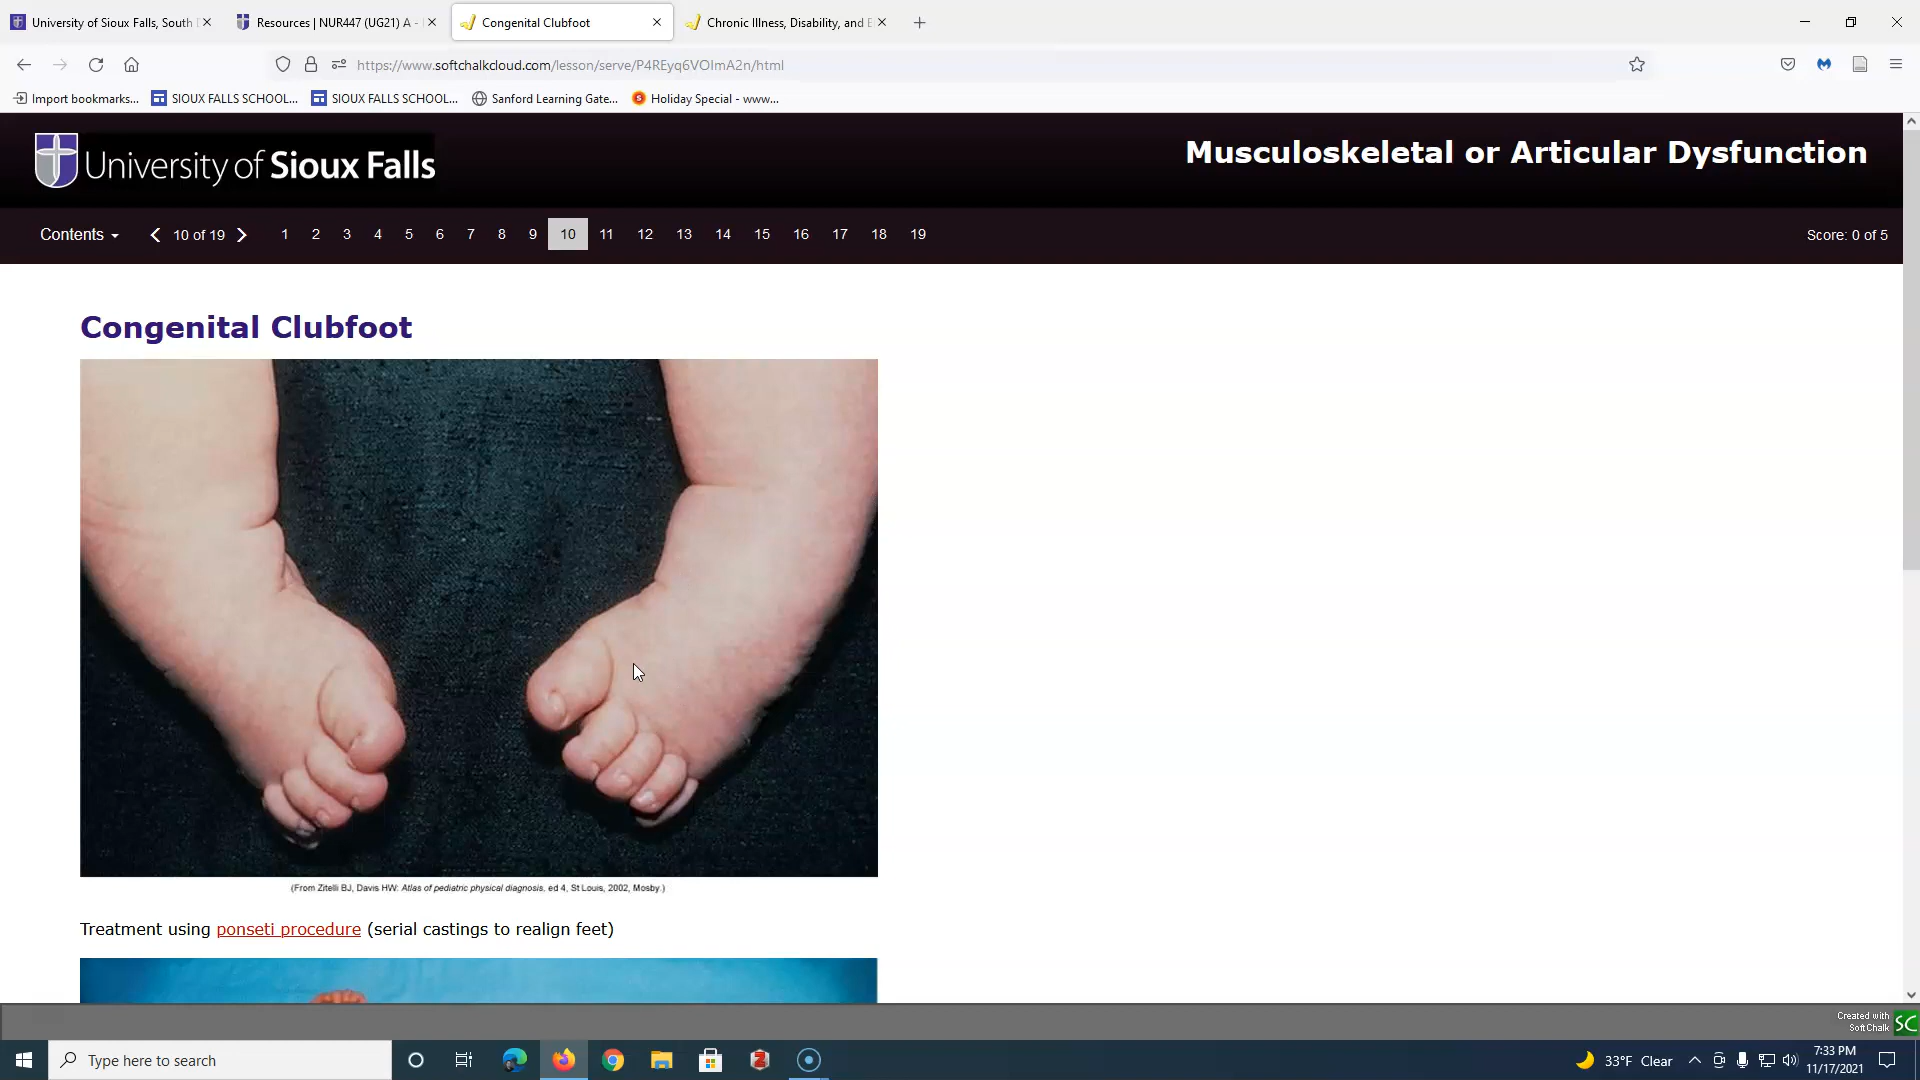 University of Sioux Falls, South
Resources | NUR447 (UG21) A -
Congenital Clubfoot
Chronic Illness, Disability, and
https://www.softchalkcloud.com/lesson/serve/P4REyq6VOImA2n/html
Import bookmarks...
SIOUX FALLS SCHOOL...
SIOUX FALLS SCHOOL...
Sanford Learning Gate...
Holiday Special - www...
University of Sioux Falls
Musculoskeletal or Articular Dysfunction
Contents
10 of 19
1 2 3 4 5 6 7 8 9 10 11 12 13 14 15 16 17 18 19
Score: 0 of 5
Congenital Clubfoot
(From Zitelli BJ, Davis HW: Atlas of pediatric physical diagnosis, ed 4, St Louis, 2002, Mosby.)
Treatment using ponseti procedure (serial castings to realign feet)
Created with
SoftChalk
SC
Type here to search
33°F Clear
7:33 PM
11/17/2021